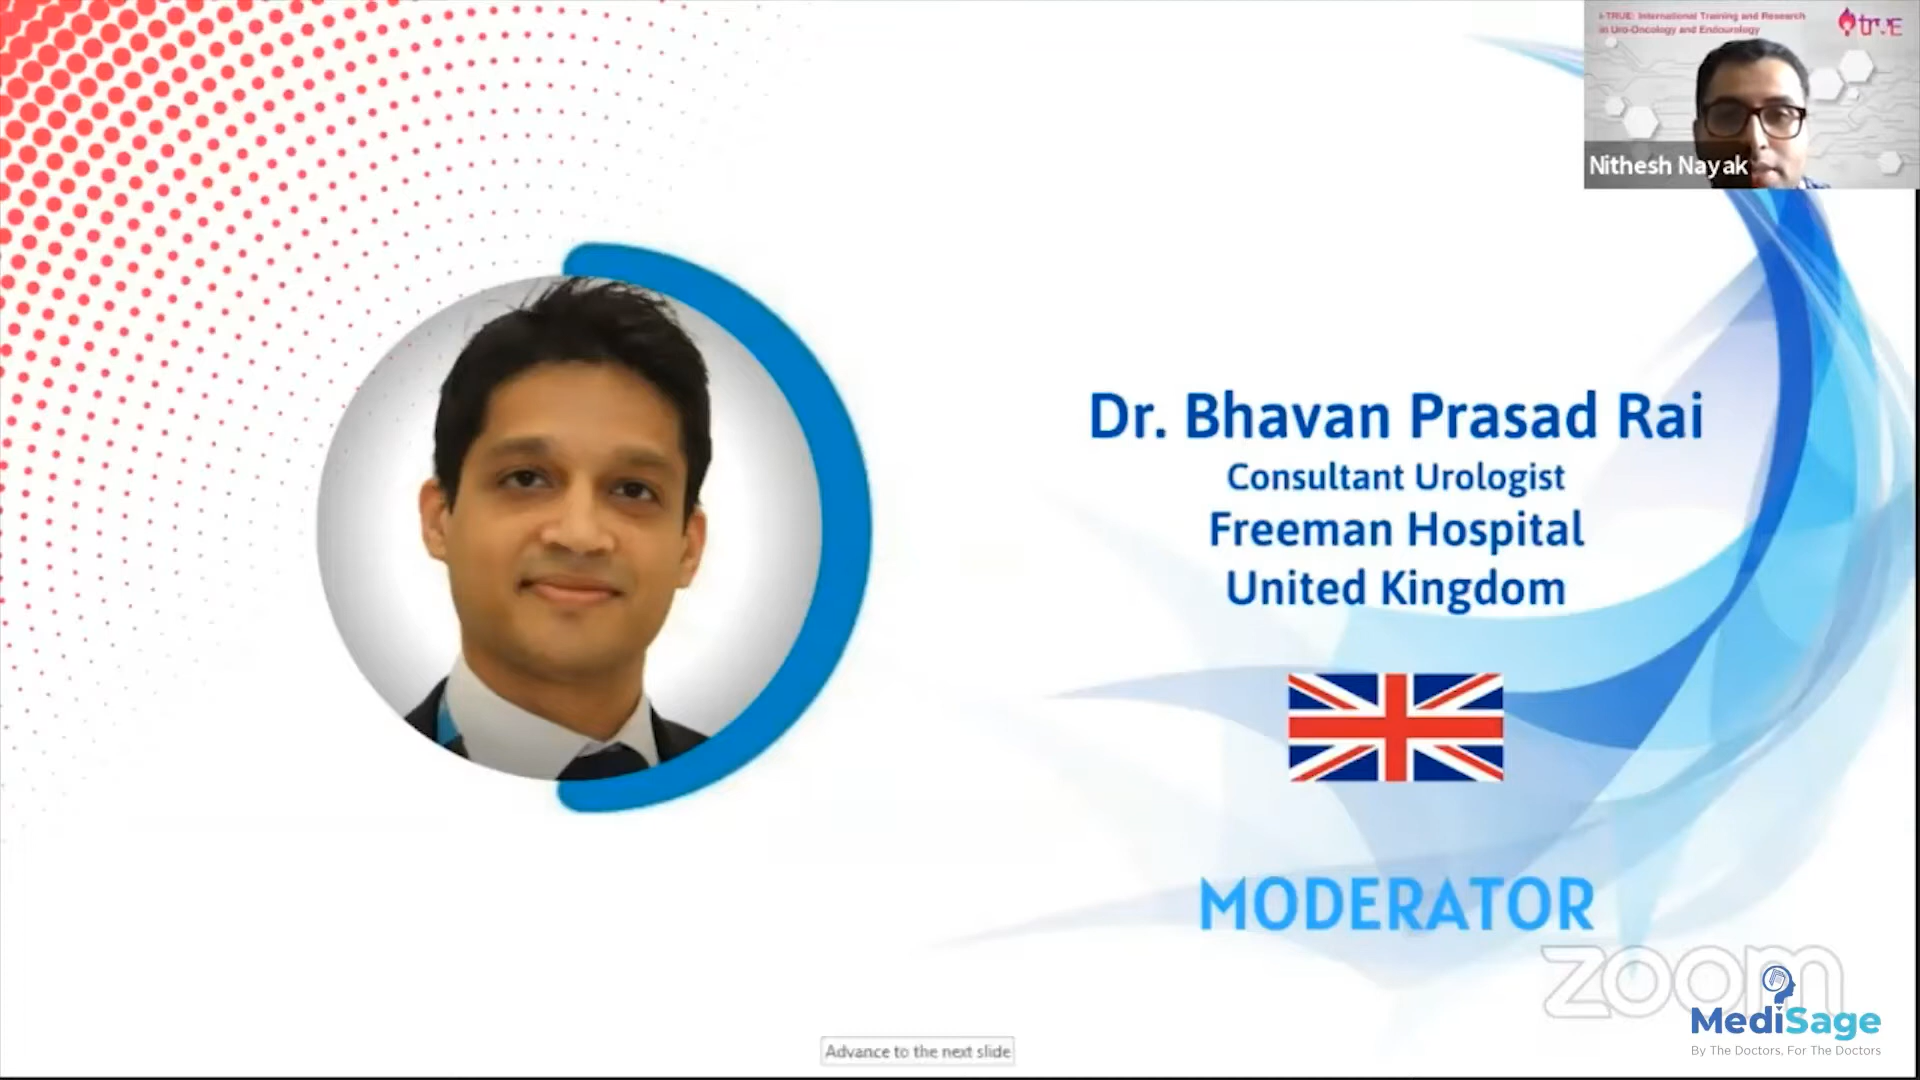 i-TRUE: International Training and Research
in Uro-Oncology and Endourology
true
Nithesh Nayak
Dr. Bhavan Prasad Rai
Consultant Urologist
Freeman Hospital
United Kingdom
MODERATOR
zoom
MediSage
By The Doctors, For The Doctors
Advance to the next slide